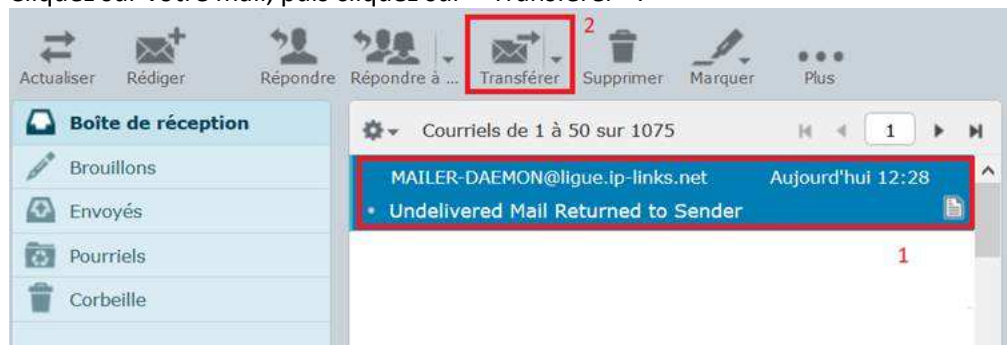 Cliquez sur votre mail, puis cliquez sur « Transférer » :
2
Actualiser Rédiger Répondre Répondre à ... Transférer Supprimer Marquer Plus
Boîte de réception
Brouillons
Envoyés
Pourriels
Corbeille
Courriels de 1 à 50 sur 1075 1
MAILER-DAEMON@ligue.ip-links.net Aujourd'hui 12:28
• Undelivered Mail Returned to Sender
1